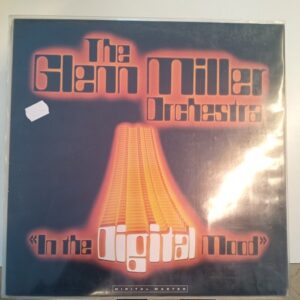 The
Glenn Miller
Orchestra
«In the Digital Mood»
DIGITAL MASTER